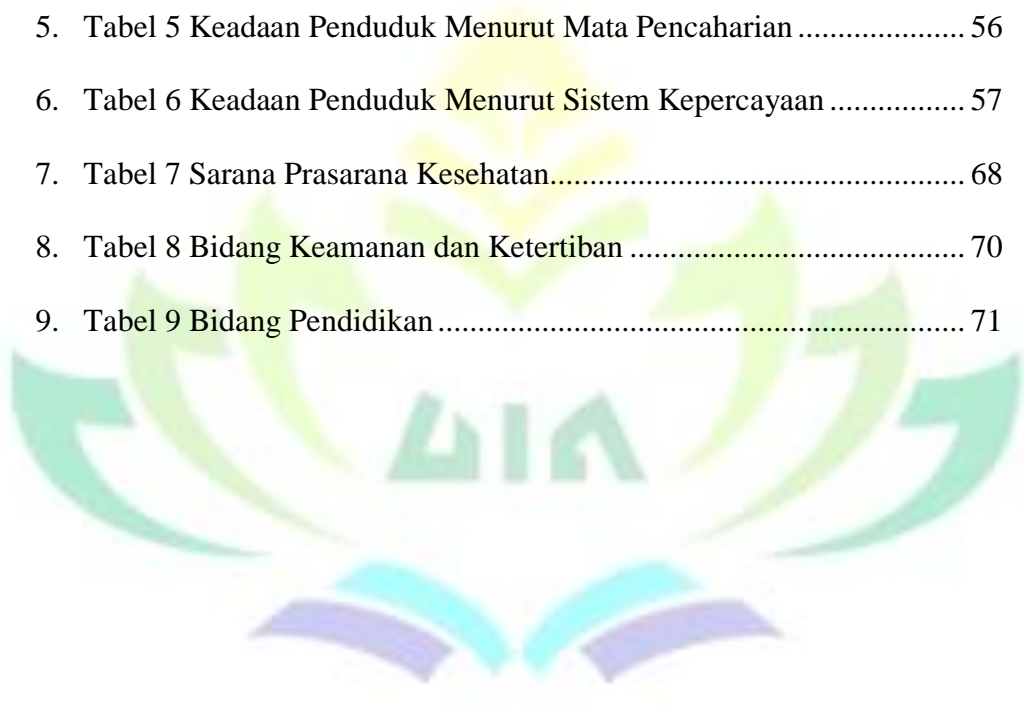 5. Tabel 5 Keadaan Penduduk Menurut Mata Pencaharian ..................... 56
6. Tabel 6 Keadaan Penduduk Menurut Sistem Kepercayaan ................. 57
7. Tabel 7 Sarana Prasarana Kesehatan.................................................... 68
8. Tabel 8 Bidang Keamanan dan Ketertiban .......................................... 70
9. Tabel 9 Bidang Pendidikan .................................................................. 71
UIN